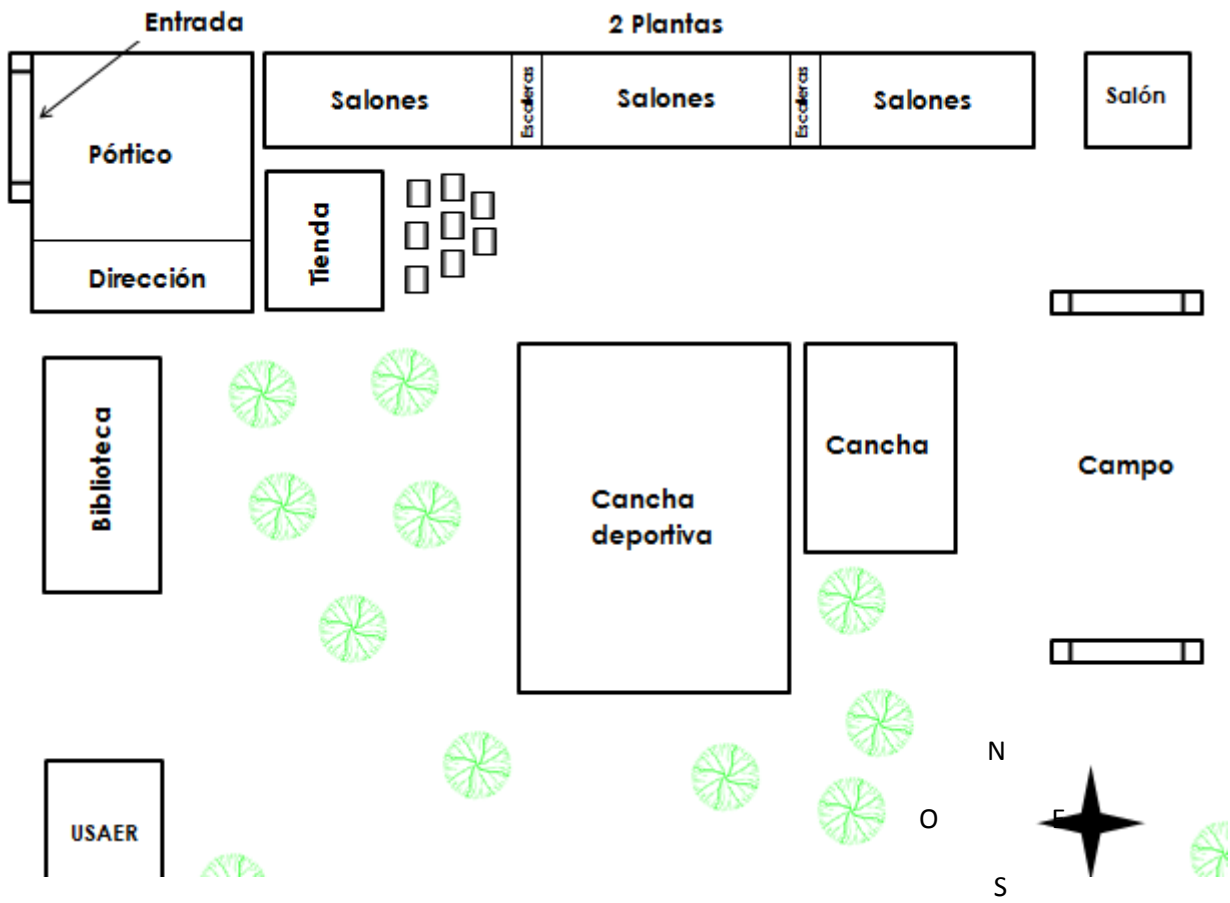 Entrada
2 Plantas
Salones
Escaleras
Salones
Escaleras
Salones
Salón
Pórtico
Tienda
Dirección
Biblioteca
Cancha
deportiva
Cancha
Campo
USAER
N
O
E
S